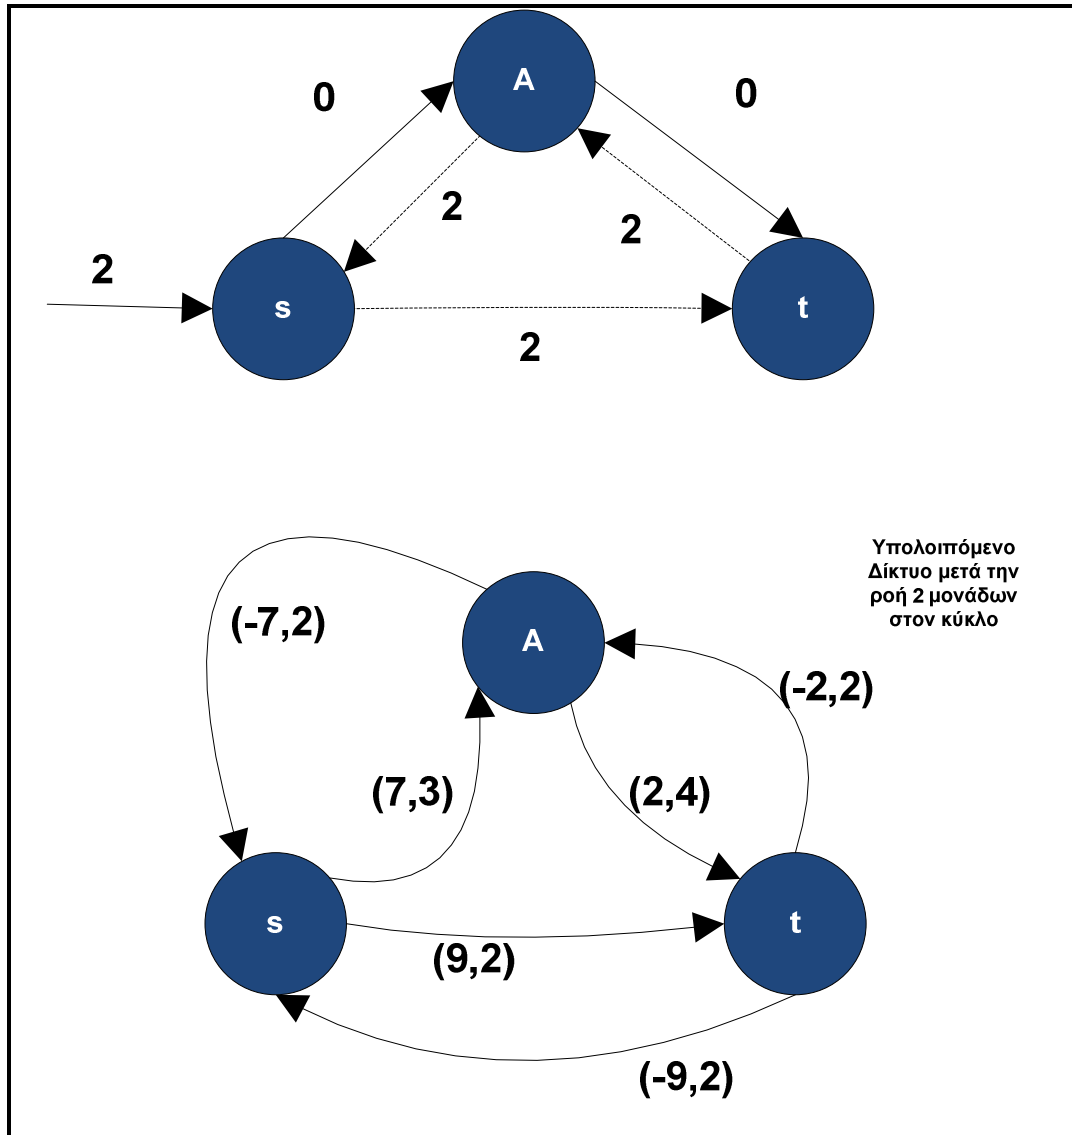 A
0
0
2
2
2
s
t
2
Υπολοιπόμενο
Δίκτυο μετά την
ροή 2 μονάδων
στον κύκλο
(-7,2)
A
(-2,2)
(7,3)
(2,4)
s
t
(9,2)
(-9,2)